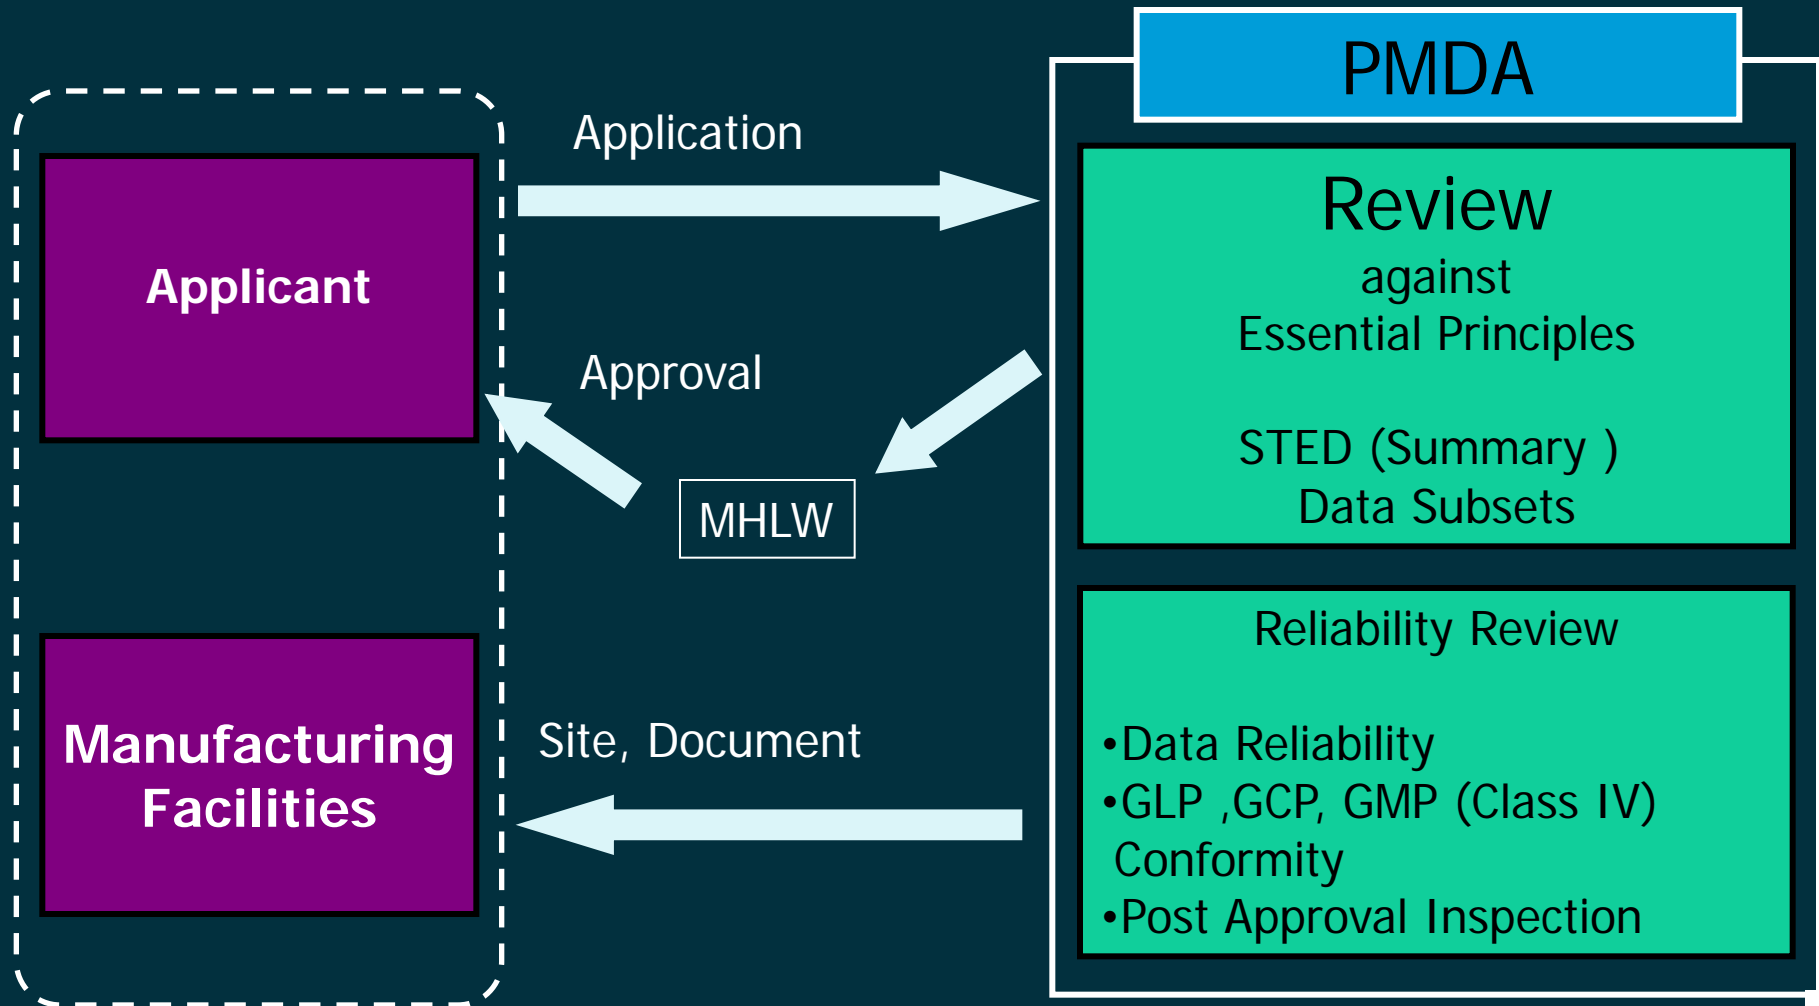 PMDA
Application
Applicant
Review
against
Essential Principles
Approval
STED (Summary )
Data Subsets
MHLW
Reliability Review
Manufacturing
Facilities
Site, Document
•Data Reliability
•GLP ,GCP, GMP (Class IV)
Conformity
•Post Approval Inspection